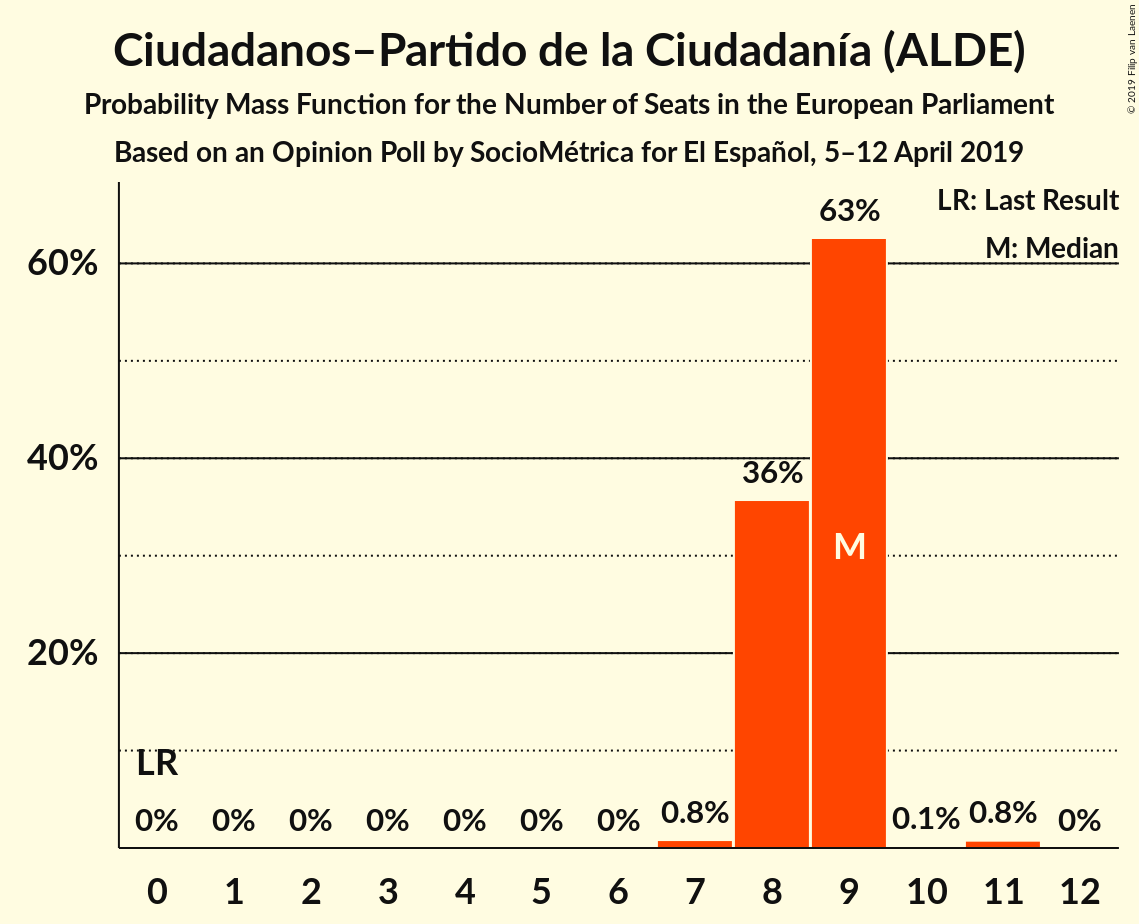 Ciudadanos–Partido de la Ciudadanía (ALDE)
Probability Mass Function for the Number of Seats in the European Parliament
Based on an Opinion Poll by SocioMétrica for El Español, 5–12 April 2019
© 2019 Filip van Laenen
LR: Last Result
M: Median
63%
60%
40%
36%
M
20%
LR
0% 0% 0% 0% 0% 0% 0% 0.8% 0.1% 0.8% 0%
0 1 2 3 4 5 6 7 8 9 10 11 12